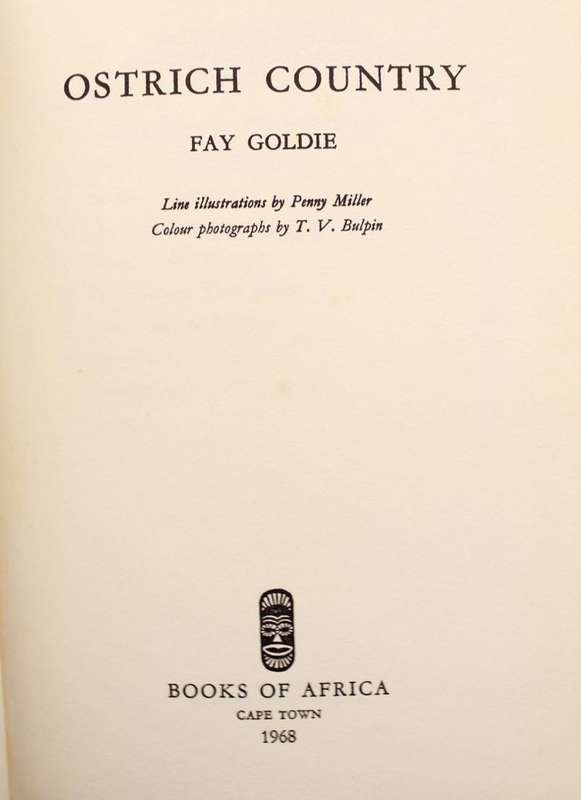 OSTRICH COUNTRY
FAY GOLDIE
Line illustrations by Penny Miller
Colour photographs by T. V. Bulpin
BOOKS OF AFRICA
CAPE TOWN
1968